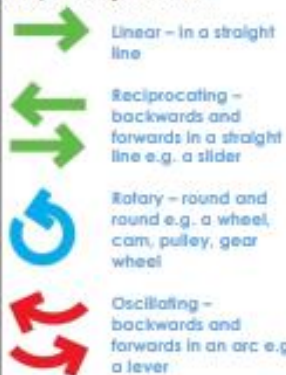 Linear – in a straight
line
Reciprocating –
backwards and
forwards in a straight
line e.g. a slider
Rotary – round and
round e.g. a wheel,
cam, pulley, gear
wheel
Oscillating –
backwards and
forwards in an arc e.g
a lever